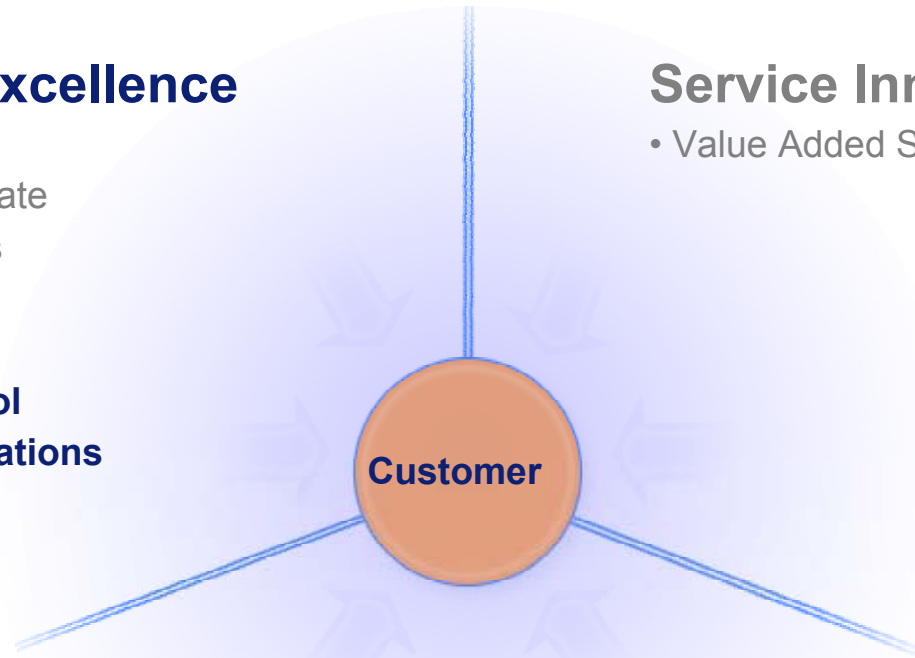 xcellence
ate
s
ol
ations
Customer
Service Inn
• Value Added S